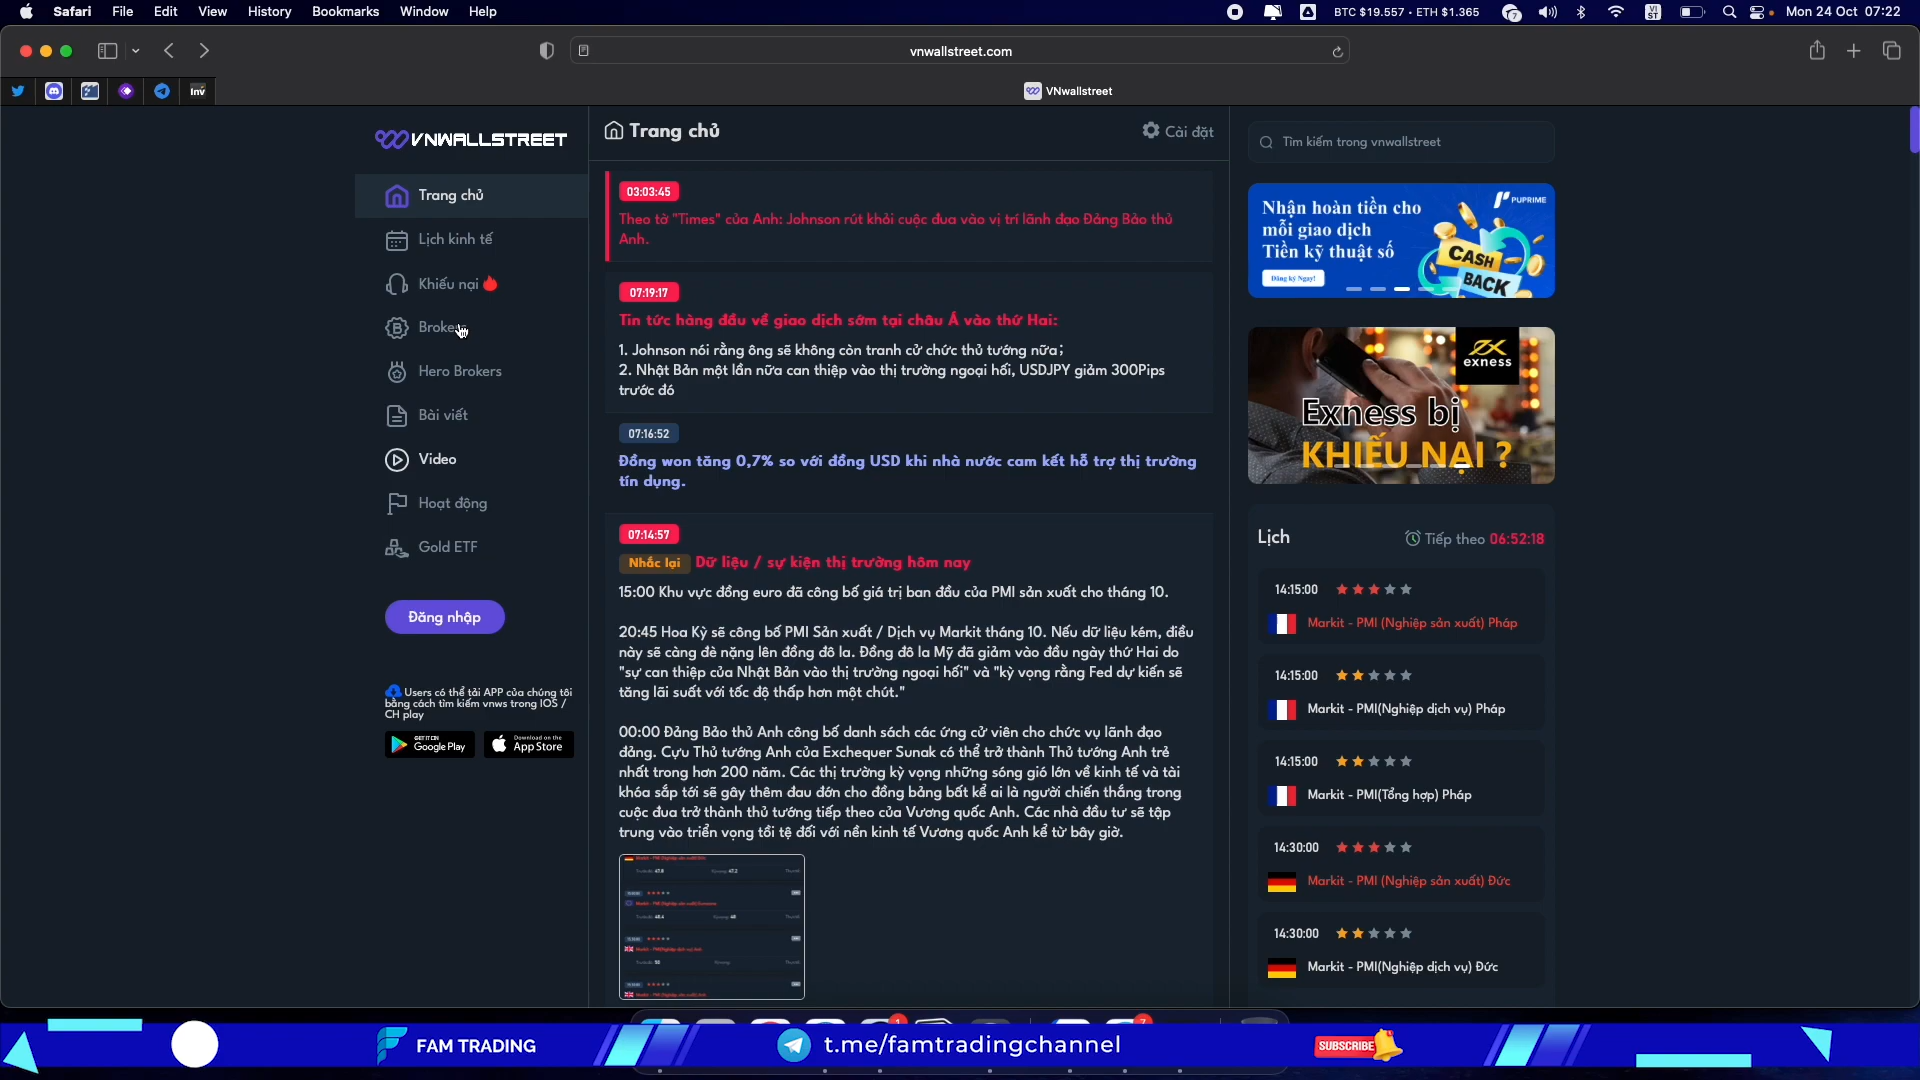 Safari File Edit View History Bookmarks Window Help
BTC $19.557 • ETH $1.365
7
VI
ST
Mon 24 Oct 07:22
vnwallstreet.com
Inv
VNwallstreet
VNWALLSTREET
Trang chủ
Lịch kinh tế
Khiếu nại
Hero Brokers
Bài viết
Video
Hoạt động
Gold ETF
Đăng nhập
Users có thể tải APP của chúng tôi
bằng cách tìm kiếm vnws trong IOS /
CH play
GET IT ON
Google Play
Download on the
App Store
Trang chủ
Cài đặt
03:03:45
Theo tờ "Times" của Anh: Johnson rút khỏi cuộc đua vào vị trí lãnh đạo Đảng Bảo thủ
Anh.
07:19:17
Tin tức hàng đầu về giao dịch sớm tại châu Á vào thứ Hai:
1. Johnson nói rằng ông sẽ không còn tranh cử chức thủ tướng nữa;
2. Nhật Bản một lần nữa can thiệp vào thị trường ngoại hối, USDJPY giảm 300Pips
trước đó
07:16:52
Đồng won tăng 0,7% so với đồng USD khi nhà nước cam kết hỗ trợ thị trường
tín dụng.
07:14:57
Nhắc lại Dữ liệu / sự kiện thị trường hôm nay
15:00 Khu vực đồng euro đã công bố giá trị ban đầu của PMI sản xuất cho tháng 10.
20:45 Hoa Kỳ sẽ công bố PMI Sản xuất / Dịch vụ Markit tháng 10. Nếu dữ liệu kém, điều
này sẽ càng đè nặng lên đồng đô la. Đồng đô la Mỹ đã giảm vào đầu ngày thứ Hai do
"sự can thiệp của Nhật Bản vào thị trường ngoại hối" và "kỳ vọng rằng Fed dự kiến sẽ
tăng lãi suất với tốc độ thấp hơn một chút."
00:00 Đảng Bảo thủ Anh công bố danh sách các ứng cử viên cho chức vụ lãnh đạo
đảng. Cựu Thủ tướng Anh của Exchequer Sunak có thể trở thành Thủ tướng Anh trẻ
nhất trong hơn 200 năm. Các thị trường kỳ vọng những sóng gió lớn về kinh tế và tài
khóa sắp tới sẽ gây thêm đau đớn cho đồng bảng bất kể ai là người chiến thắng trong
cuộc đua trở thành thủ tướng tiếp theo của Vương quốc Anh. Các nhà đầu tư sẽ tập
trung vào triển vọng tồi tệ đối với nền kinh tế Vương quốc Anh kể từ bây giờ.
Tìm kiếm trong vnwallstreet
Nhận hoàn tiền cho
mỗi giao dịch
Tiền kỹ thuật số
Đăng ký Ngay!
PUPRIME
CASH
BACK
exness
Exness bị
KHIẾU NẠI ?
Lịch
Tiếp theo 06:52:18
14:15:00
Markit - PMI (Nghiệp sản xuất) Pháp
14:15:00
Markit - PMI(Nghiệp dịch vụ) Pháp
14:15:00
Markit - PMI(Tổng hợp) Pháp
14:30:00
Markit - PMI (Nghiệp sản xuất) Đức
14:30:00
Markit - PMI(Nghiệp dịch vụ) Đức
FAM TRADING
t.me/famtradingchannel
SUBSCRIBE